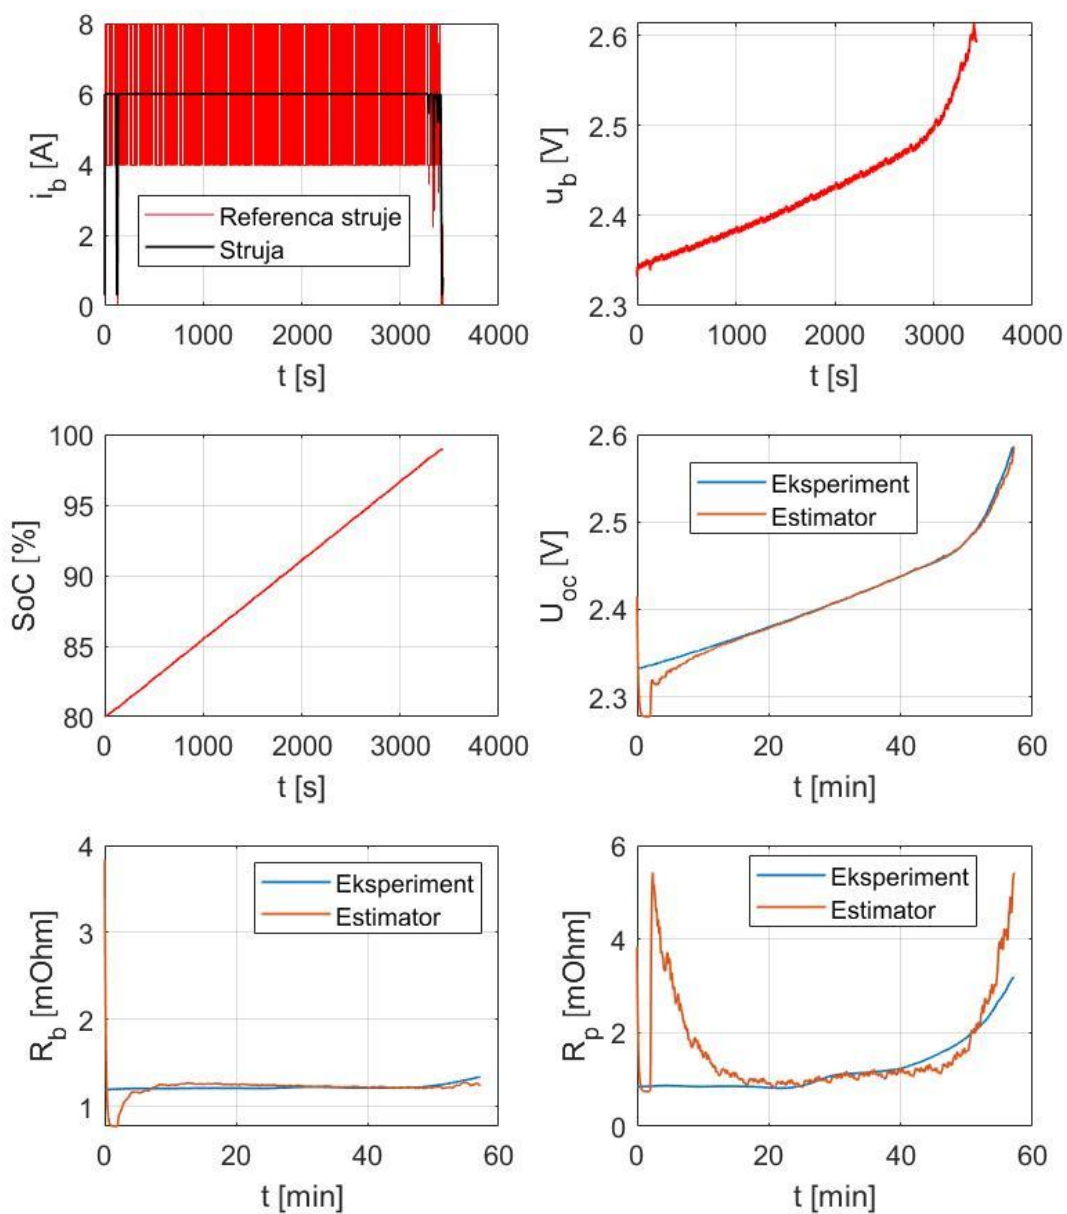 8
6
4
2
0
i_b [A]
Referenca struje
Struja
0 1000 2000 3000 4000
t [s]
2.6
2.5
2.4
2.3
u_b [V]
0 1000 2000 3000 4000
t [s]
100
95
90
85
80
SoC [%]
0 1000 2000 3000 4000
t [s]
2.6
2.5
2.4
2.3
U_oc [V]
Eksperiment
Estimator
0 20 40 60
t [min]
4
3
2
1
R_b [mOhm]
Eksperiment
Estimator
0 20 40 60
t [min]
6
4
2
0
R_p [mOhm]
Eksperiment
Estimator
0 20 40 60
t [min]